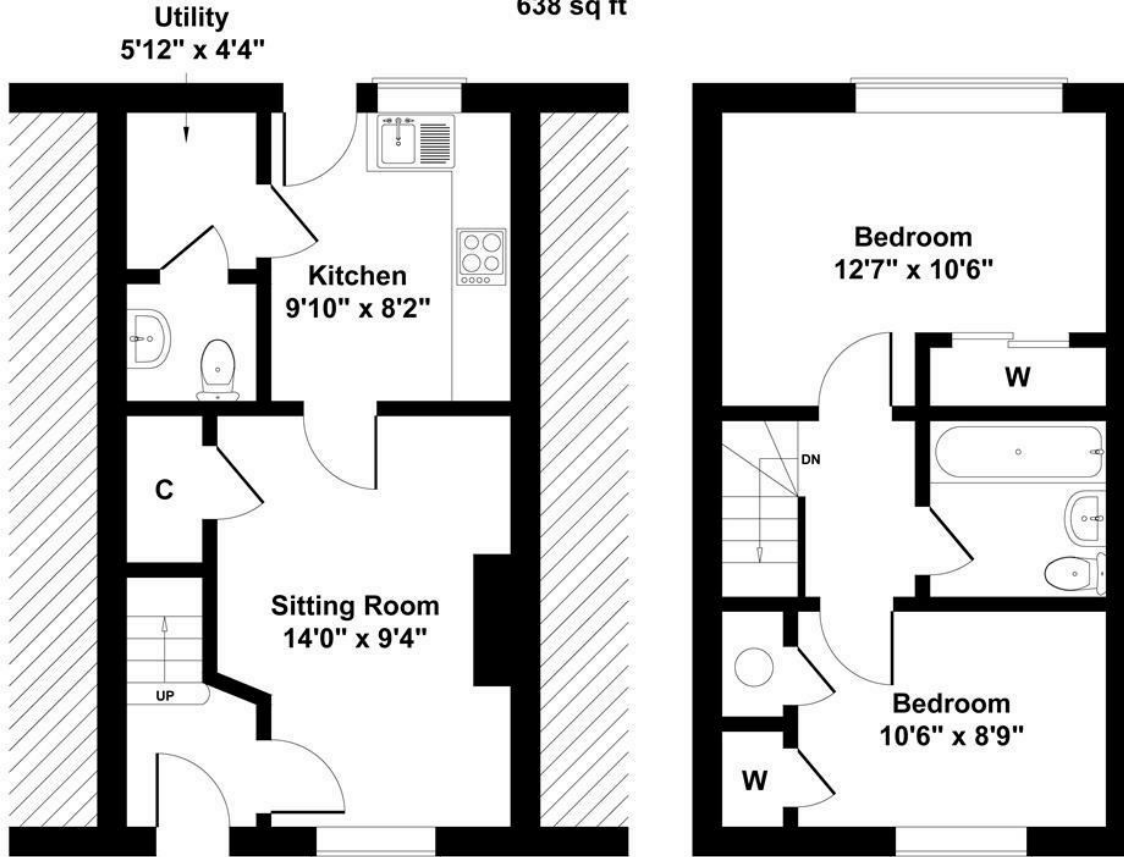 638 sq ft
Utility
5'12" x 4'4"
Kitchen
9'10" x 8'2"
C
Sitting Room
14'0" x 9'4"
UP
Bedroom
12'7" x 10'6"
W
DN
Bedroom
10'6" x 8'9"
W